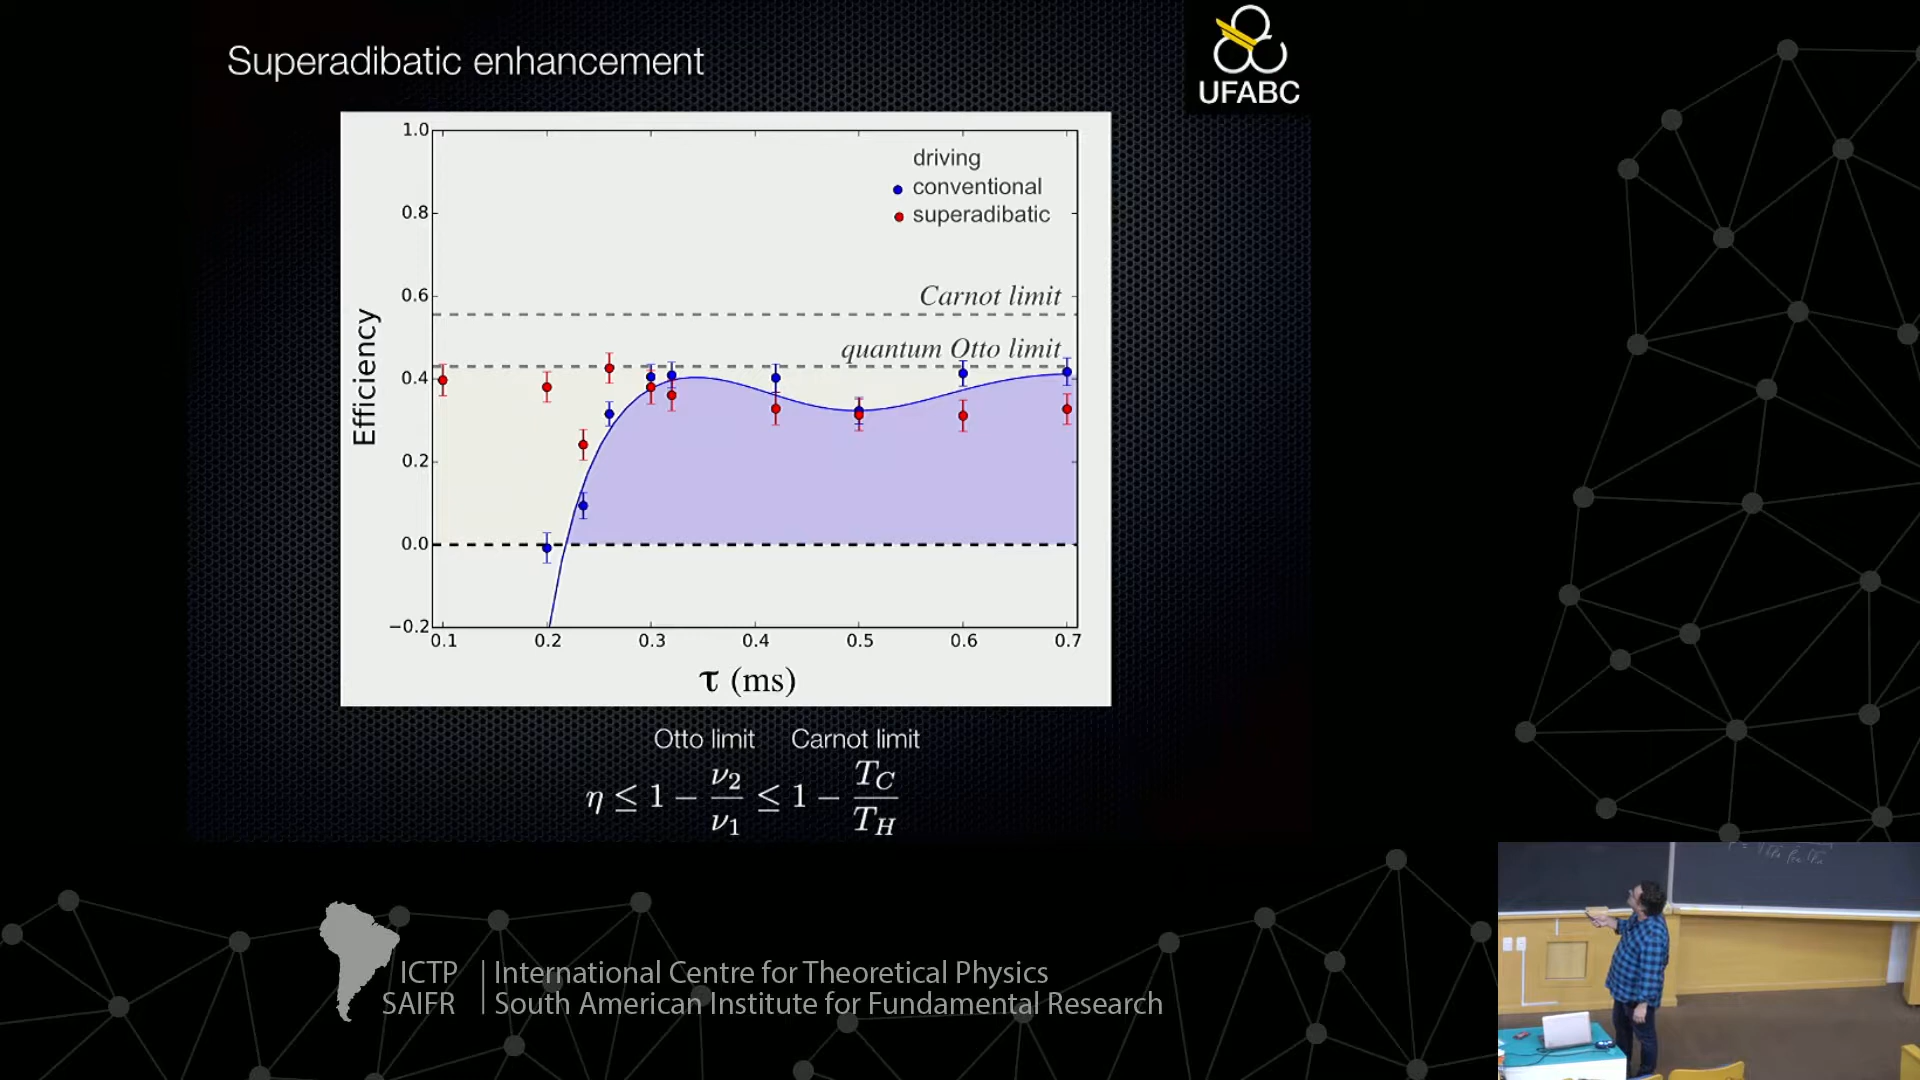 Superadibatic enhancement
UFABC
1.0
0.8
0.6
0.4
0.2
0.0
−0.2
Efficiency
driving
conventional
superadibatic
Carnot limit
quantum Otto limit
0.1 0.2 0.3 0.4 0.5 0.6 0.7
τ (ms)
Otto limit Carnot limit
η ≤ 1 − ν₂/ν₁ ≤ 1 − T_C/T_H
ICTP | International Centre for Theoretical Physics
SAIFR | South American Institute for Fundamental Research